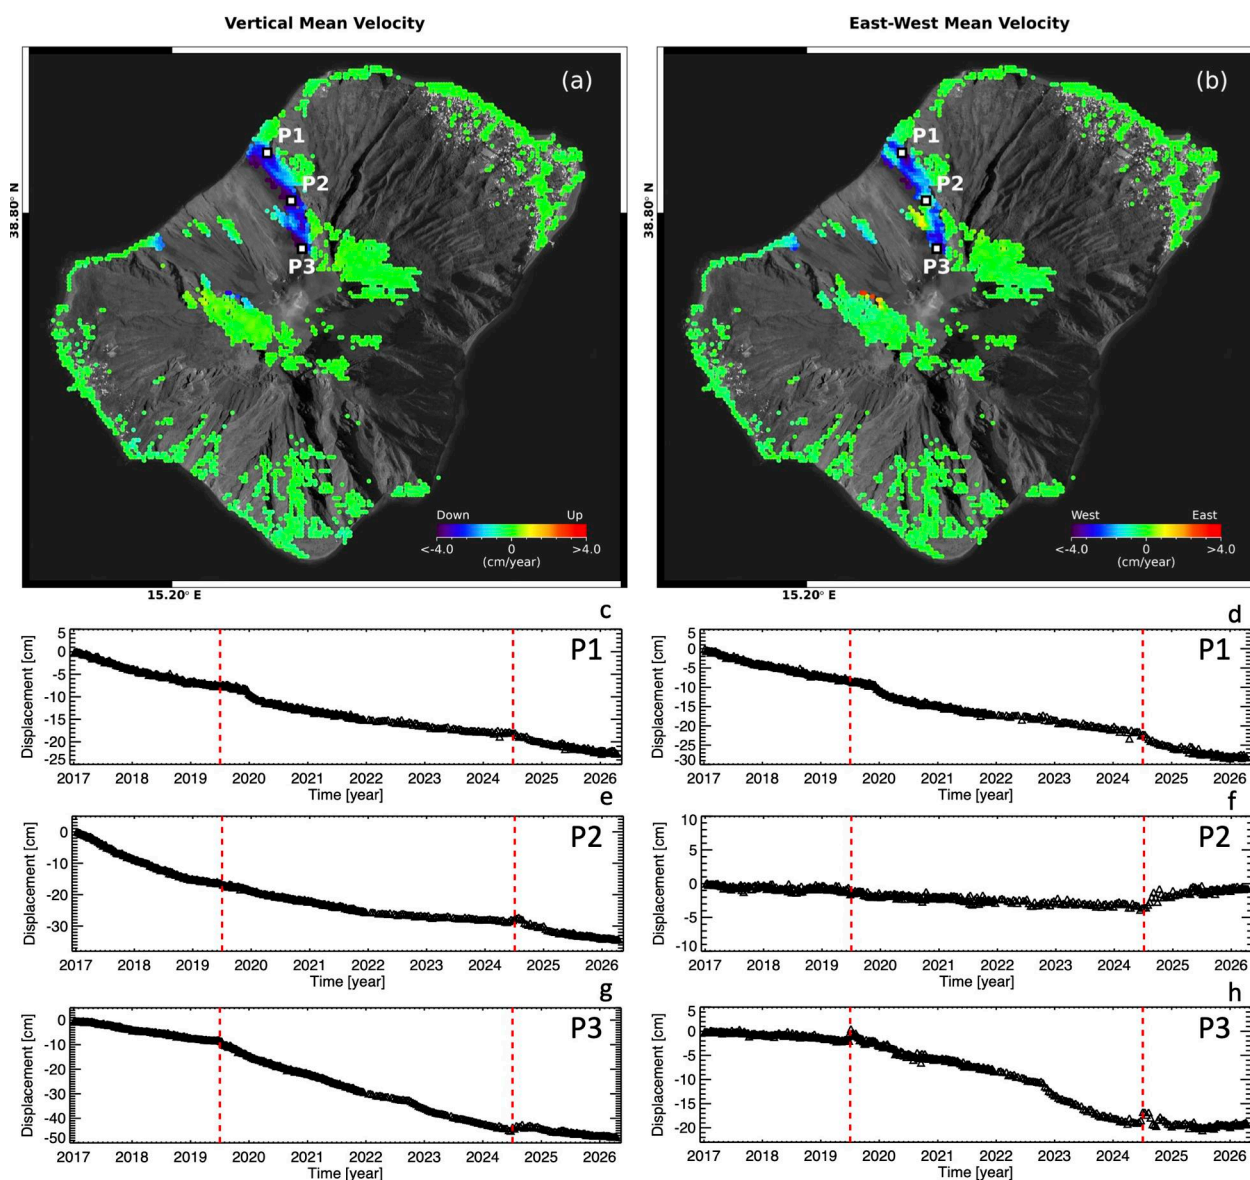 Vertical Mean Velocity
East-West Mean Velocity
(a)
P1
P2
P3
38.80° N
Down Up
<-4.0 0 >4.0
(cm/year)
15.20° E
(b)
P1
P2
P3
38.80° N
West East
<-4.0 0 >4.0
(cm/year)
15.20° E
c
P1
Displacement [cm]
5
0
-5
-10
-15
-20
-25
2017 2018 2019 2020 2021 2022 2023 2024 2025 2026
Time [year]
d
P1
Displacement [cm]
5
0
-5
-10
-15
-20
-25
-30
2017 2018 2019 2020 2021 2022 2023 2024 2025 2026
Time [year]
e
P2
Displacement [cm]
0
-10
-20
-30
2017 2018 2019 2020 2021 2022 2023 2024 2025 2026
Time [year]
f
P2
Displacement [cm]
10
5
0
-5
-10
2017 2018 2019 2020 2021 2022 2023 2024 2025 2026
Time [year]
g
P3
Displacement [cm]
0
-10
-20
-30
-40
-50
2017 2018 2019 2020 2021 2022 2023 2024 2025 2026
Time [year]
h
P3
Displacement [cm]
5
0
-5
-10
-15
-20
2017 2018 2019 2020 2021 2022 2023 2024 2025 2026
Time [year]